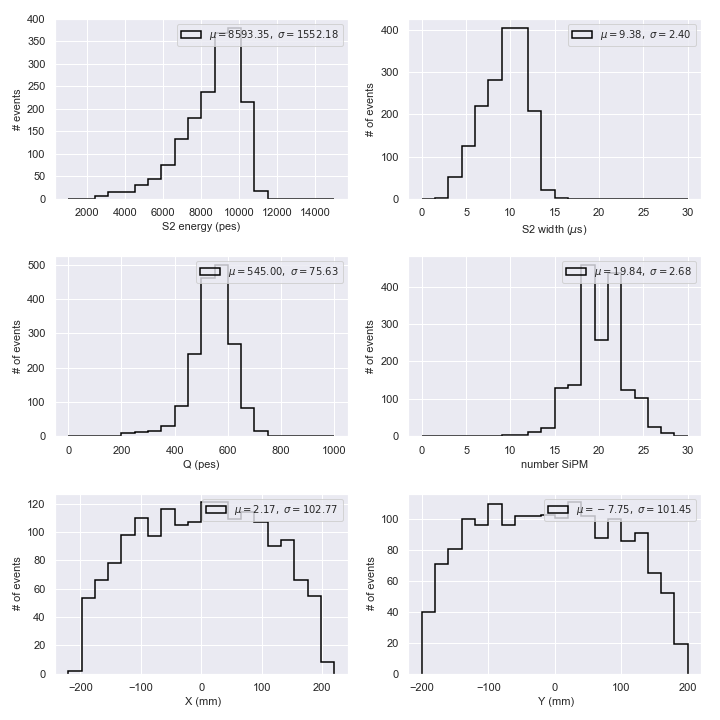 μ = 8593.35, σ = 1552.18
# events
400
350
300
250
200
150
100
50
0
2000 4000 6000 8000 10000 12000 14000
S2 energy (pes)
μ = 9.38, σ = 2.40
# of events
400
300
200
100
0
0 5 10 15 20 25 30
S2 width (μs)
μ = 545.00, σ = 75.63
# of events
500
400
300
200
100
0
0 200 400 600 800 1000
Q (pes)
μ = 19.84, σ = 2.68
# of events
400
300
200
100
0
0 5 10 15 20 25 30
number SiPM
μ = 2.17, σ = 102.77
# of events
120
100
80
60
40
20
0
−200 −100 0 100 200
X (mm)
μ = − 7.75, σ = 101.45
# of events
100
80
60
40
20
0
−200 −100 0 100 200
Y (mm)